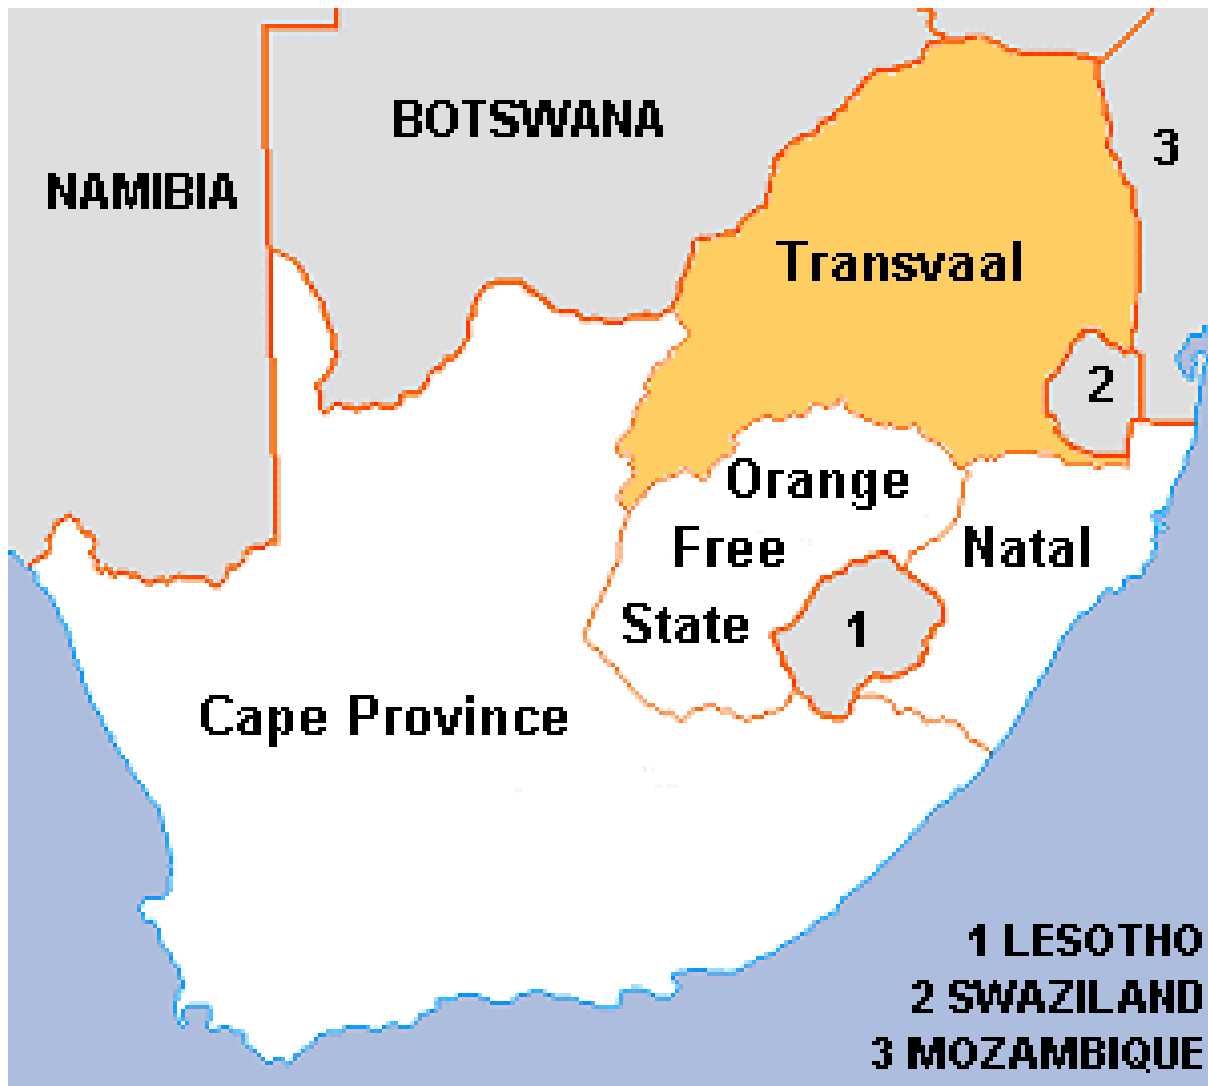 BOTSWANA
3
NAMIBIA
Transvaal
2
Orange
Free
State
Natal
1
Cape Province
1 LESOTHO
2 SWAZILAND
3 MOZAMBIQUE